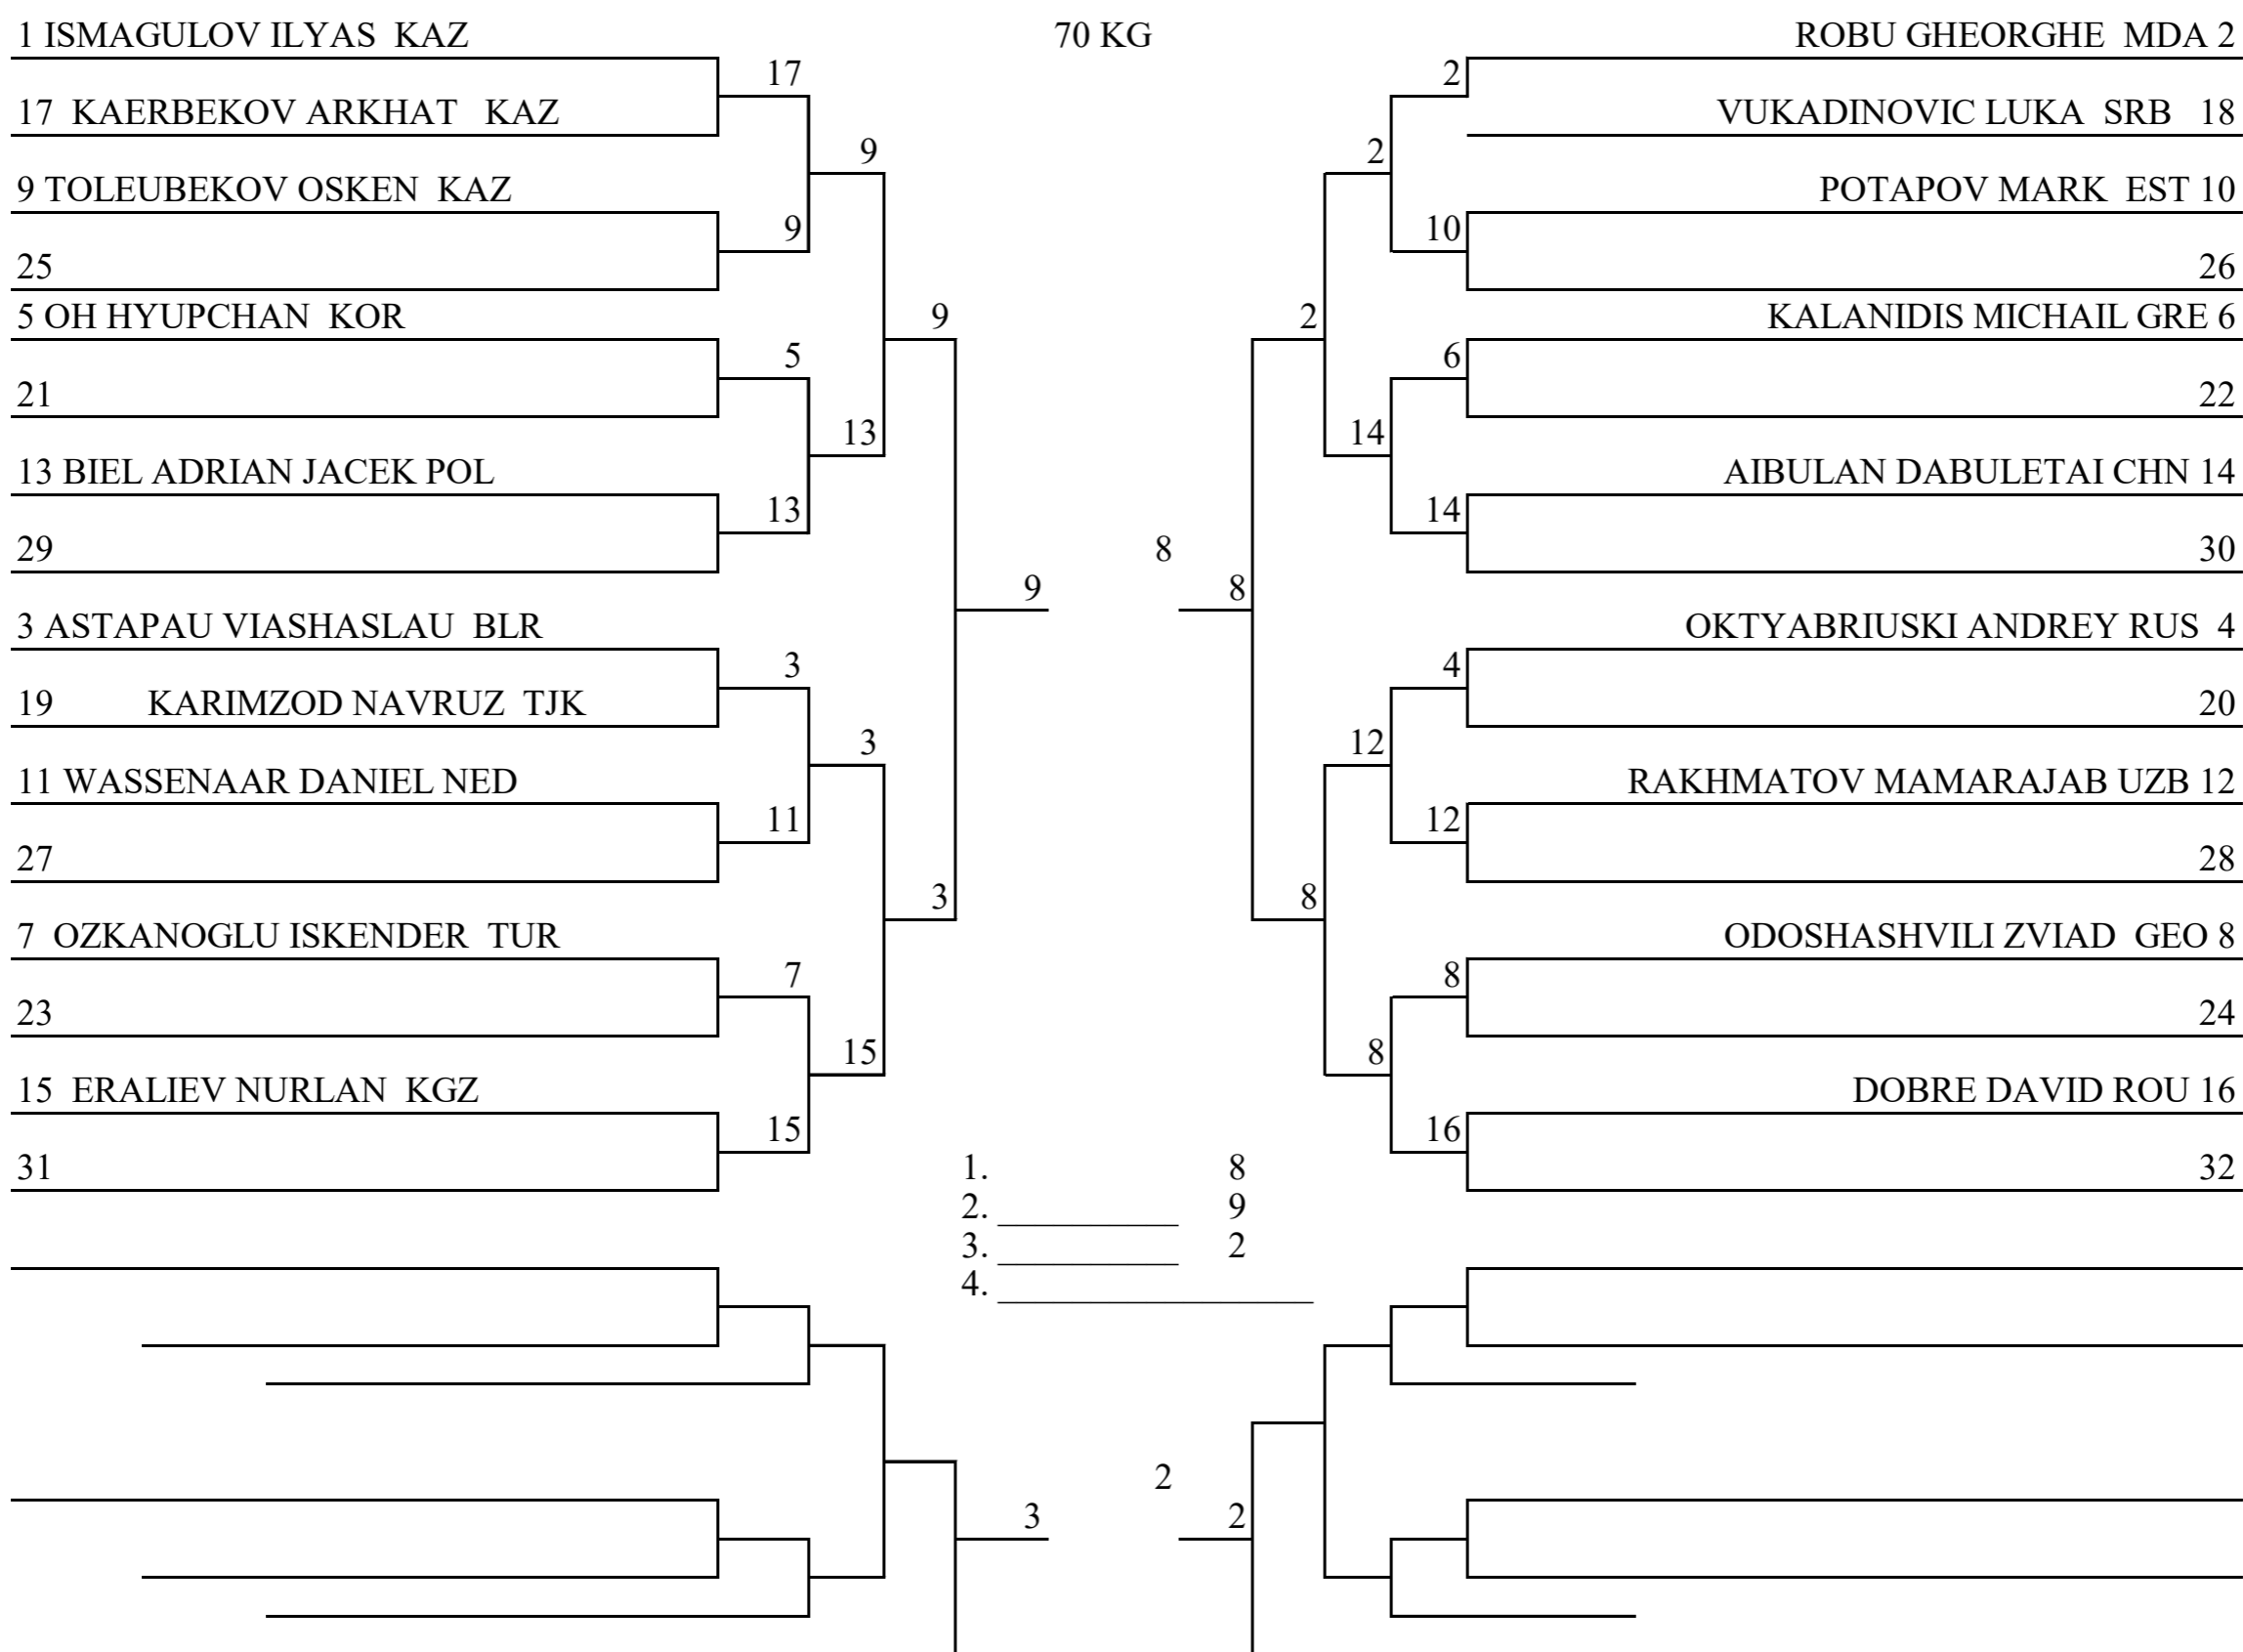 70 KG
1 ISMAGULOV ILYAS KAZ
17
17 KAERBEKOV ARKHAT KAZ
9
9 TOLEUBEKOV OSKEN KAZ
9
25
5 OH HYUPCHAN KOR
9
5
21
13
13 BIEL ADRIAN JACEK POL
13
29
9
3 ASTAPAU VIASHASLAU BLR
3
19 KARIMZOD NAVRUZ TJK
3
11 WASSENAAR DANIEL NED
11
27
3
7 OZKANOGLU ISKENDER TUR
7
23
15
15 ERALIEV NURLAN KGZ
15
31
ROBU GHEORGHE MDA 2
2
VUKADINOVIC LUKA SRB 18
2
POTAPOV MARK EST 10
10
26
KALANIDIS MICHAIL GRE 6
2
6
22
14
AIBULAN DABULETAI CHN 14
14
30
8
8
OKTYABRIUSKI ANDREY RUS 4
4
20
12
RAKHMATOV MAMARAJAB UZB 12
12
28
8
ODOSHASHVILI ZVIAD GEO 8
8
24
8
DOBRE DAVID ROU 16
16
32
1. 8
2. __________ 9
3. __________ 2
4. __________________
2
3
2